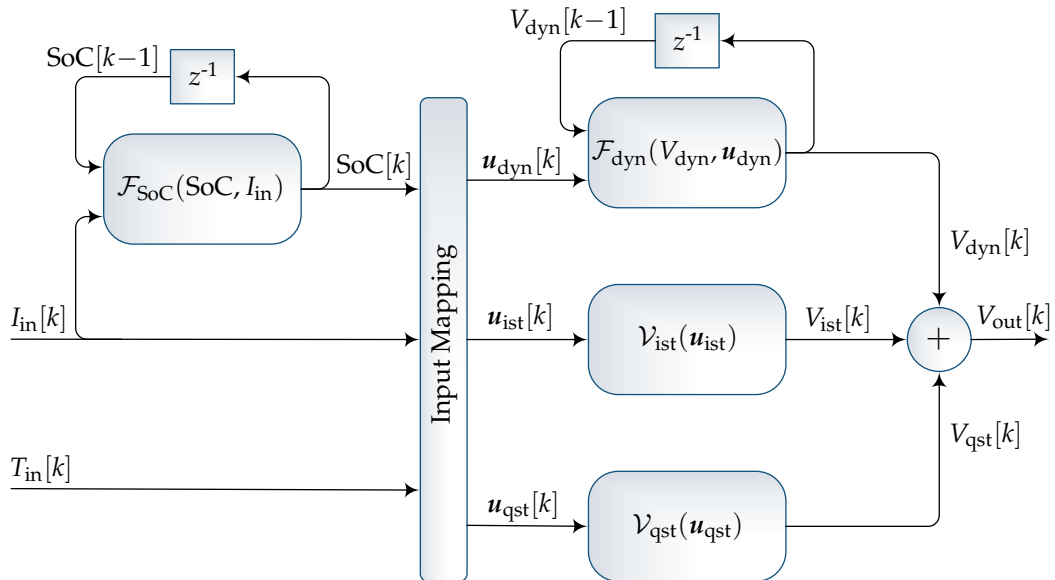 V_dyn[k−1]
z⁻¹
SoC[k−1]
z⁻¹
F_dyn(V_dyn, u_dyn)
u_dyn[k]
SoC[k]
F_SoC(SoC, I_in)
V_dyn[k]
I_in[k]
Input Mapping
u_ist[k]
V_ist(u_ist)
V_ist[k]
+
V_out[k]
V_qst[k]
T_in[k]
u_qst[k]
V_qst(u_qst)